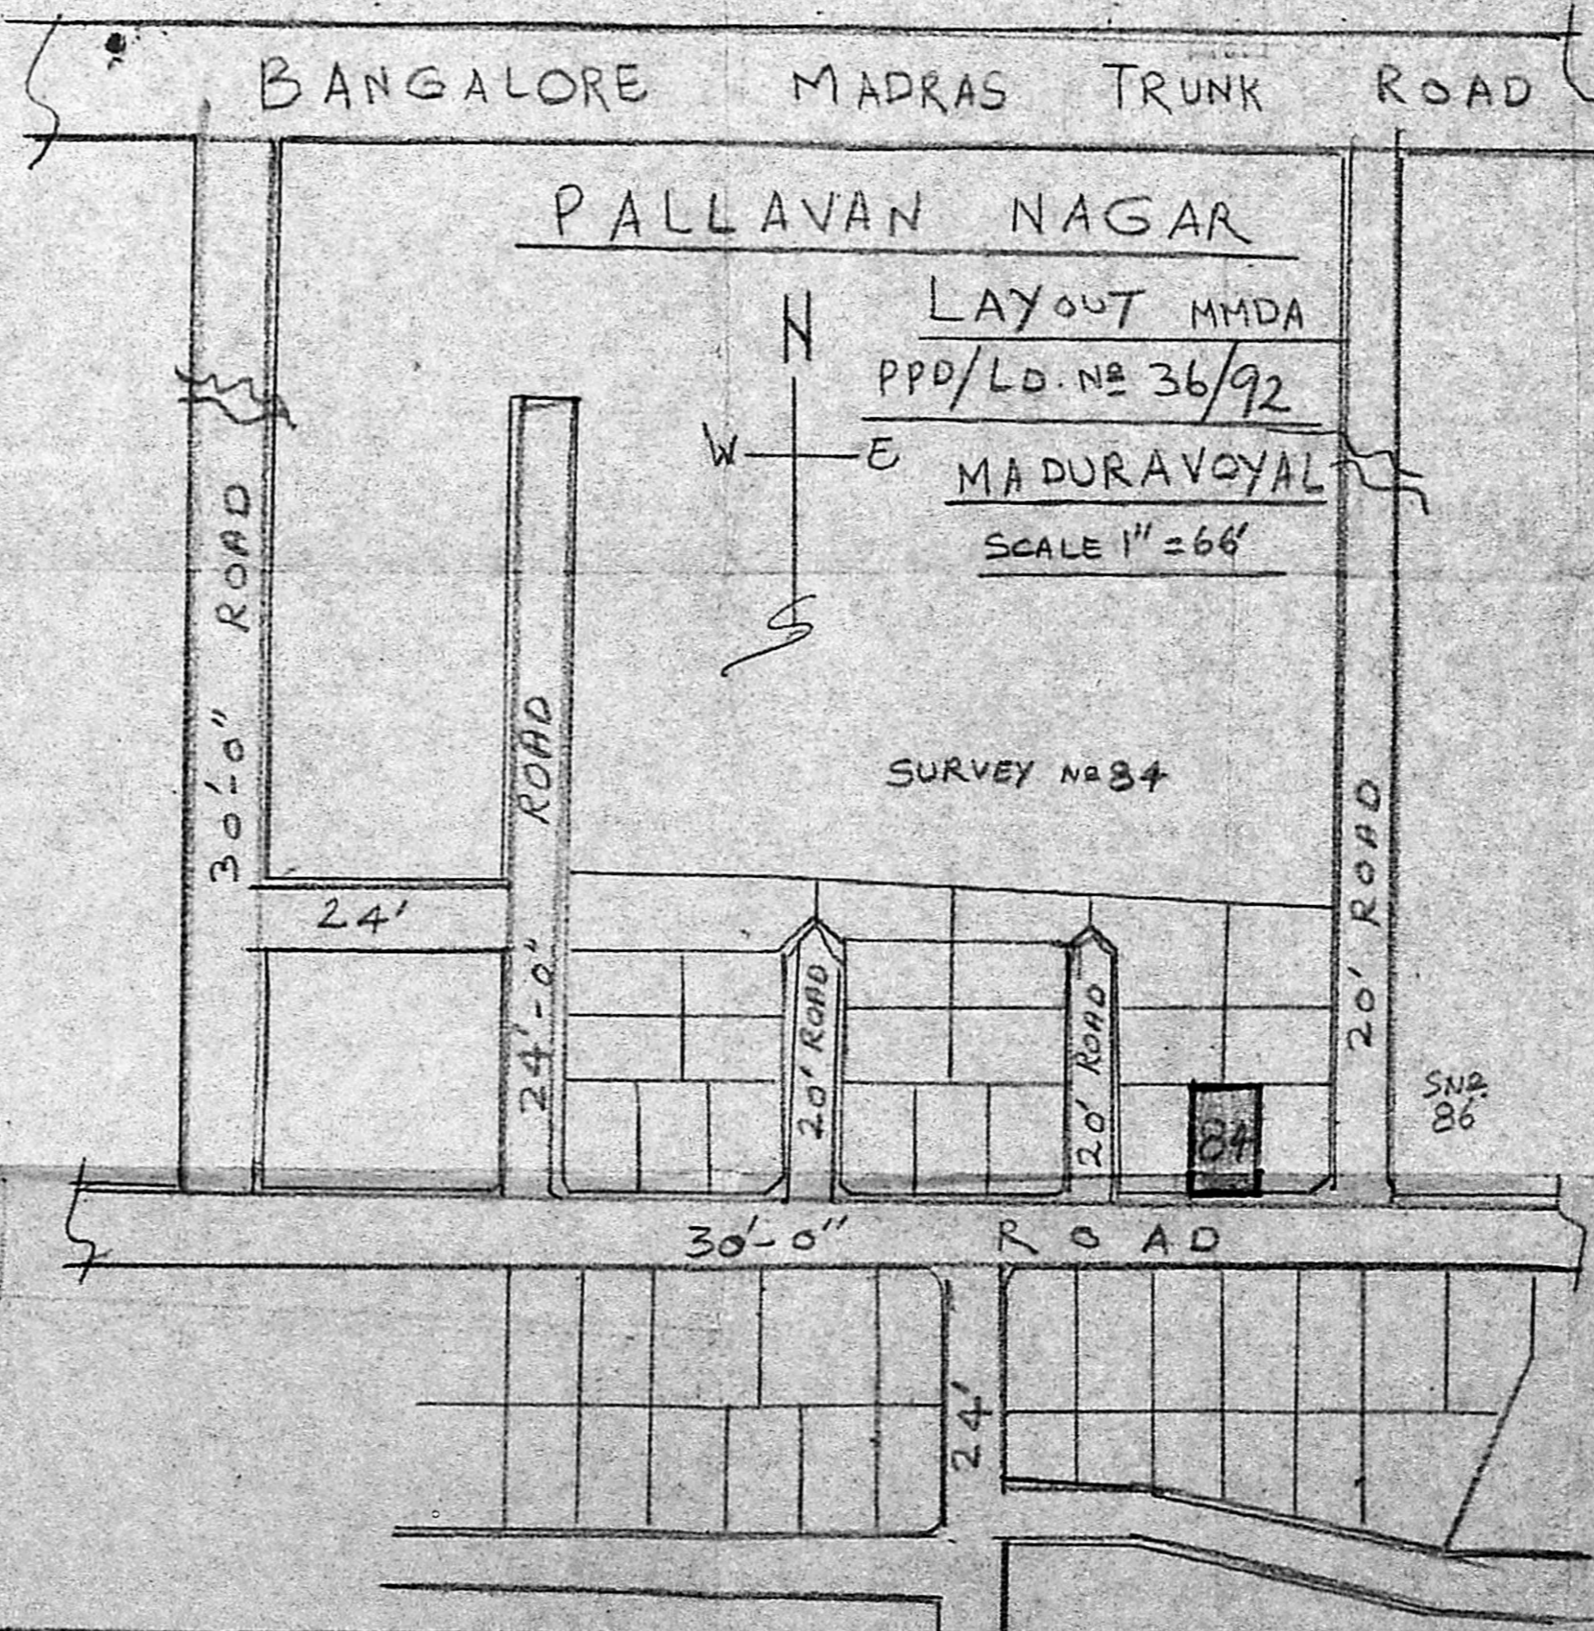 BANGALORE MADRAS TRUNK ROAD
PALLAVAN NAGAR
LAYOUT MMDA
PPD/LD. No 36/92
MADURAVOYAL
SCALE 1" = 66'
N
W E
S
30'-0" ROAD
24'-0" ROAD
SURVEY No 84
20' ROAD
24'
20' ROAD
20' ROAD
84
SNo
86
30'-0" ROAD
24'